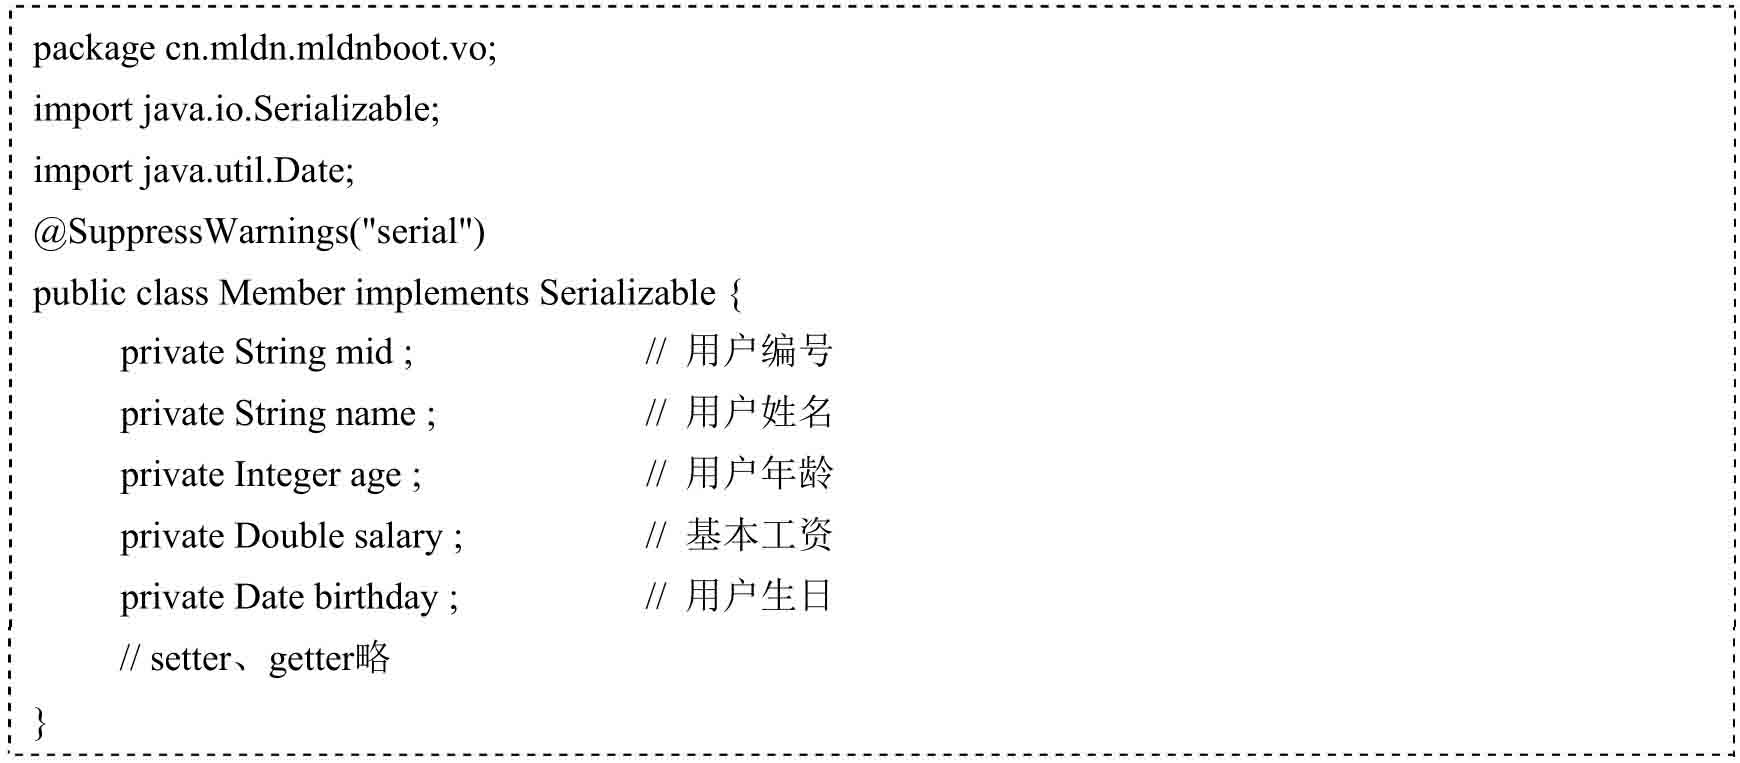 package cn.mldn.mldnboot.vo;
import java.io.Serializable;
import java.util.Date;
@SuppressWarnings("serial")
public class Member implements Serializable {
private String mid ; // 用户编号
private String name ; // 用户姓名
private Integer age ; // 用户年龄
private Double salary ; // 基本工资
private Date birthday ; // 用户生日
// setter、getter略
}